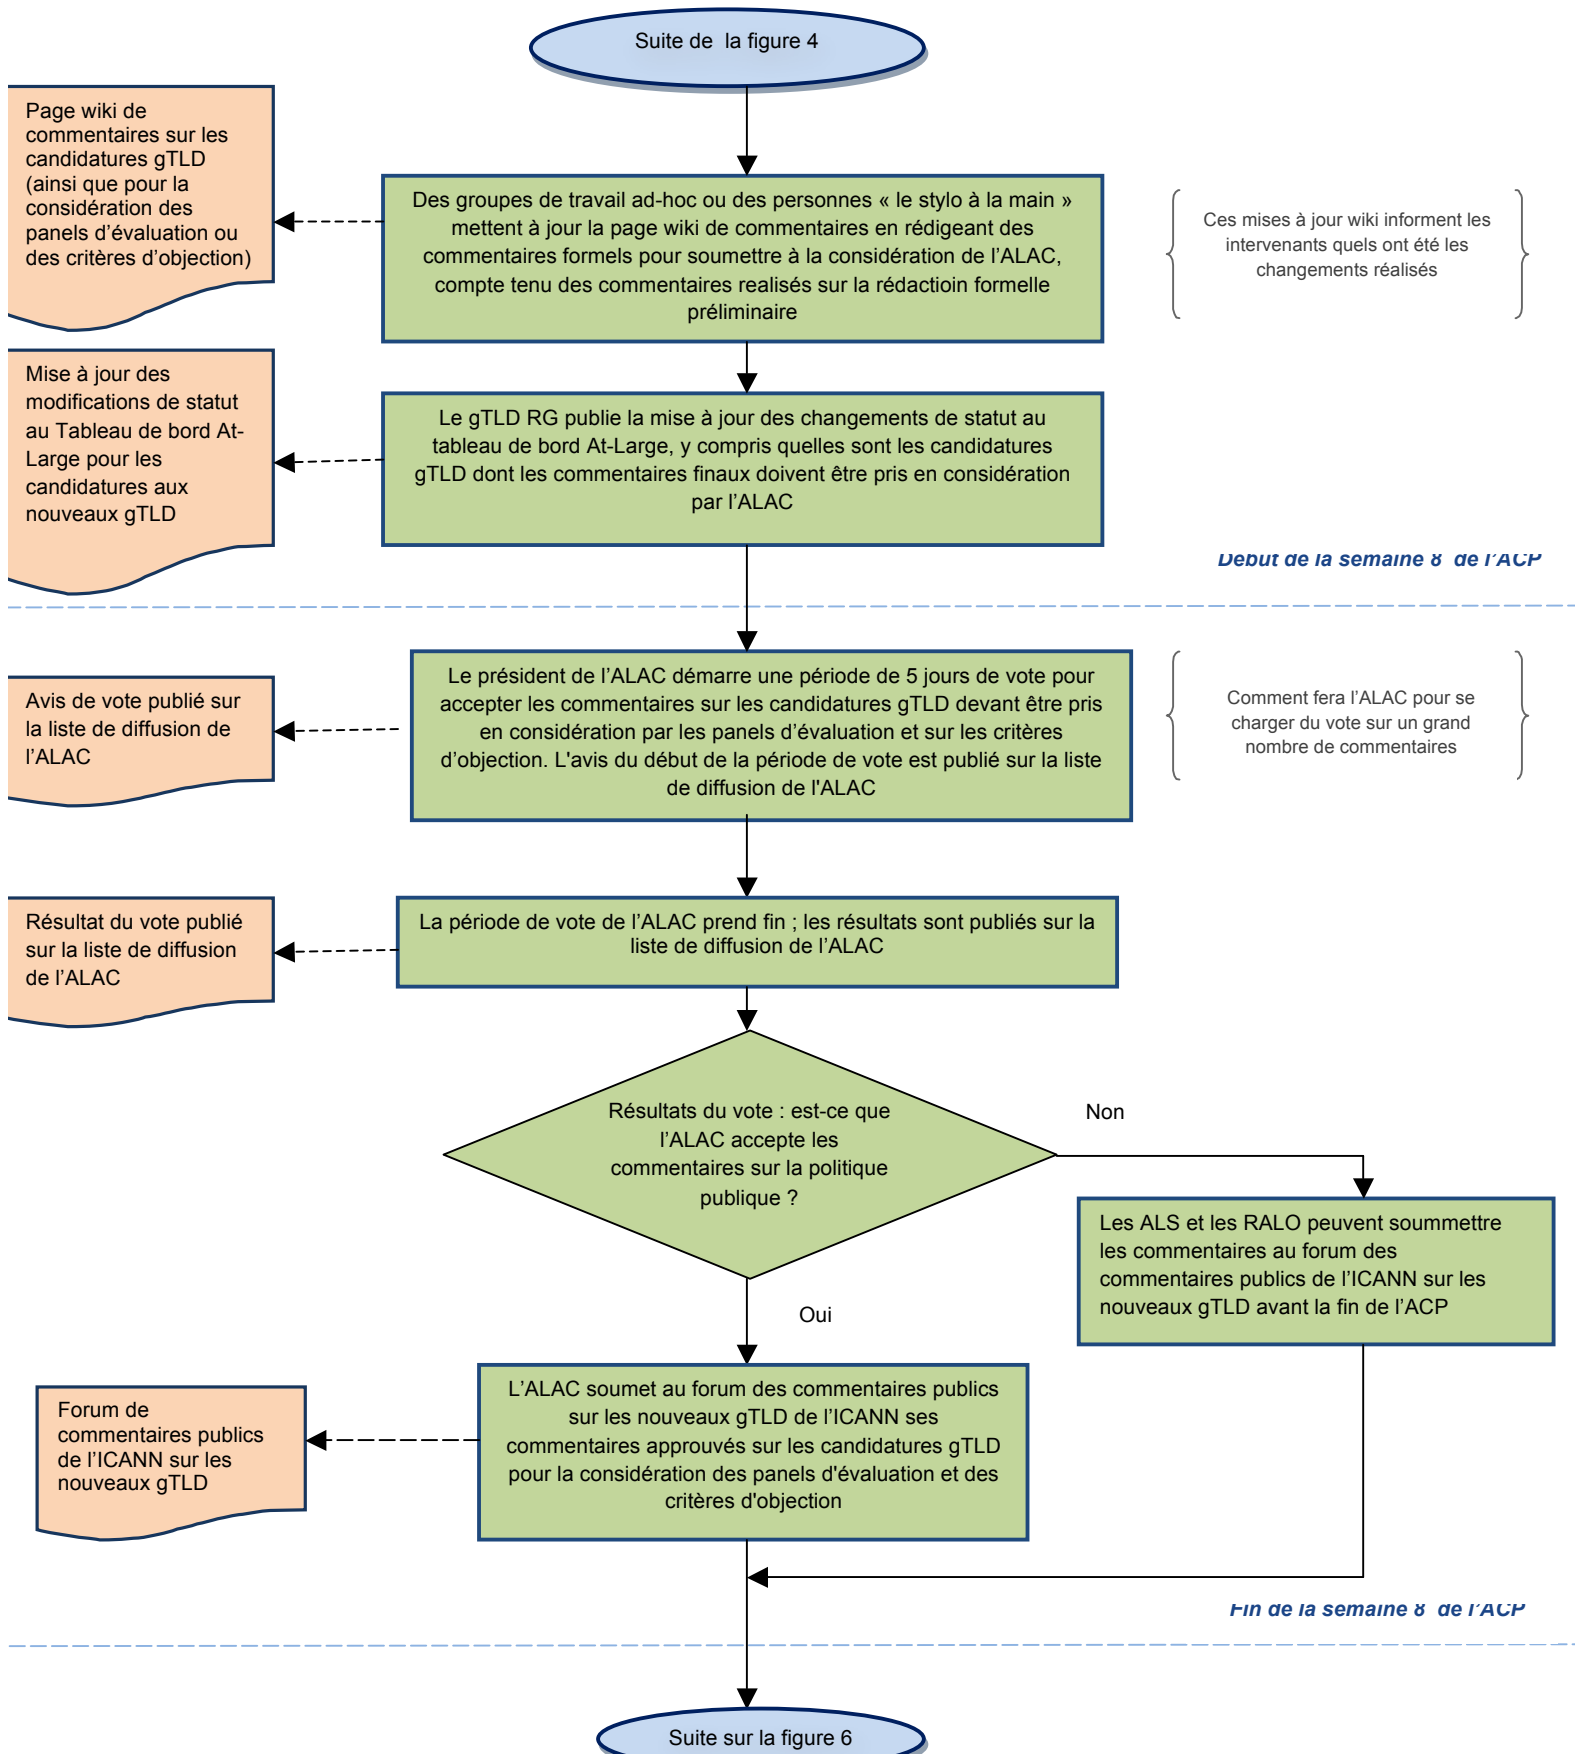 Suite de la figure 4
Page wiki de
commentaires sur les
candidatures gTLD
(ainsi que pour la
considération des
panels d'évaluation ou
des critères d'objection)
Des groupes de travail ad-hoc ou des personnes « le stylo à la main »
mettent à jour la page wiki de commentaires en rédigeant des
commentaires formels pour soumettre à la considération de l'ALAC,
compte tenu des commentaires realisés sur la rédactioin formelle
préliminaire
Ces mises à jour wiki informent les
intervenants quels ont été les
changements réalisés
Mise à jour des
modifications de statut
au Tableau de bord At-
Large pour les
candidatures aux
nouveaux gTLD
Le gTLD RG publie la mise à jour des changements de statut au
tableau de bord At-Large, y compris quelles sont les candidatures
gTLD dont les commentaires finaux doivent être pris en considération
par l'ALAC
Début de la semaine 8 de l'ACP
Avis de vote publié sur
la liste de diffusion de
l'ALAC
Le président de l'ALAC démarre une période de 5 jours de vote pour
accepter les commentaires sur les candidatures gTLD devant être pris
en considération par les panels d'évaluation et sur les critères
d'objection. L'avis du début de la période de vote est publié sur la liste
de diffusion de l'ALAC
Comment fera l'ALAC pour se
charger du vote sur un grand
nombre de commentaires
Résultat du vote publié
sur la liste de diffusion
de l'ALAC
La période de vote de l'ALAC prend fin ; les résultats sont publiés sur la
liste de diffusion de l'ALAC
Résultats du vote : est-ce que
l'ALAC accepte les
commentaires sur la politique
publique ?
Non
Les ALS et les RALO peuvent soummettre
les commentaires au forum des
commentaires publics de l'ICANN sur les
nouveaux gTLD avant la fin de l'ACP
Oui
Forum de
commentaires publics
de l'ICANN sur les
nouveaux gTLD
L'ALAC soumet au forum des commentaires publics
sur les nouveaux gTLD de l'ICANN ses
commentaires approuvés sur les candidatures gTLD
pour la considération des panels d'évaluation et des
critères d'objection
Fin de la semaine 8 de l'ACP
Suite sur la figure 6